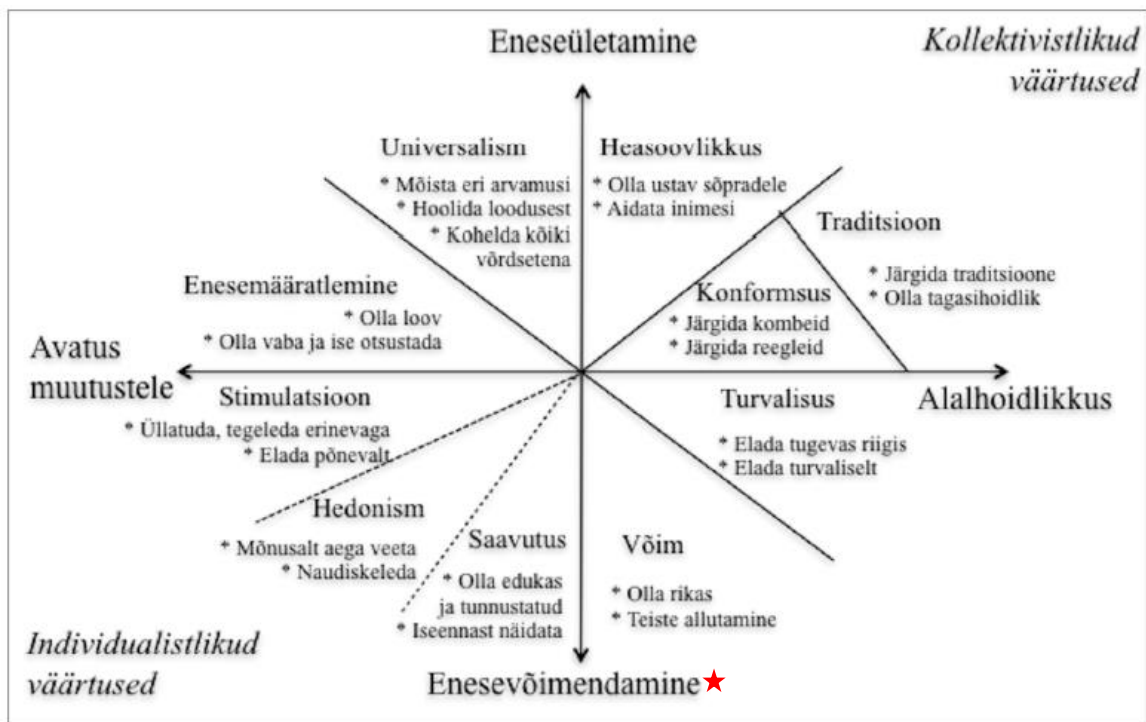 Eneseületamine
Kollektivistlikud
väärtused
Universalism
* Mõista eri arvamusi
* Hoolida loodusest
* Kohelda kõiki
võrdsetena
Heasoovlikkus
* Olla ustav sõpradele
* Aidata inimesi
Traditsioon
* Järgida traditsioone
* Olla tagasihoidlik
Enesemääratlemine
* Olla loov
* Olla vaba ja ise otsustada
Konformsus
* Järgida kombeid
* Järgida reegleid
Avatus
muutustele
Alalhoidlikkus
Stimulatsioon
* Üllatuda, tegeleda erinevaga
* Elada põnevalt
Turvalisus
* Elada tugevas riigis
* Elada turvaliselt
Hedonism
* Mõnusalt aega veeta
* Naudiskeleda
Saavutus
* Olla edukas
ja tunnustatud
* Iseennast näidata
Võim
* Olla rikas
* Teiste allutamine
Individualistlikud
väärtused
Enesevõimendamine